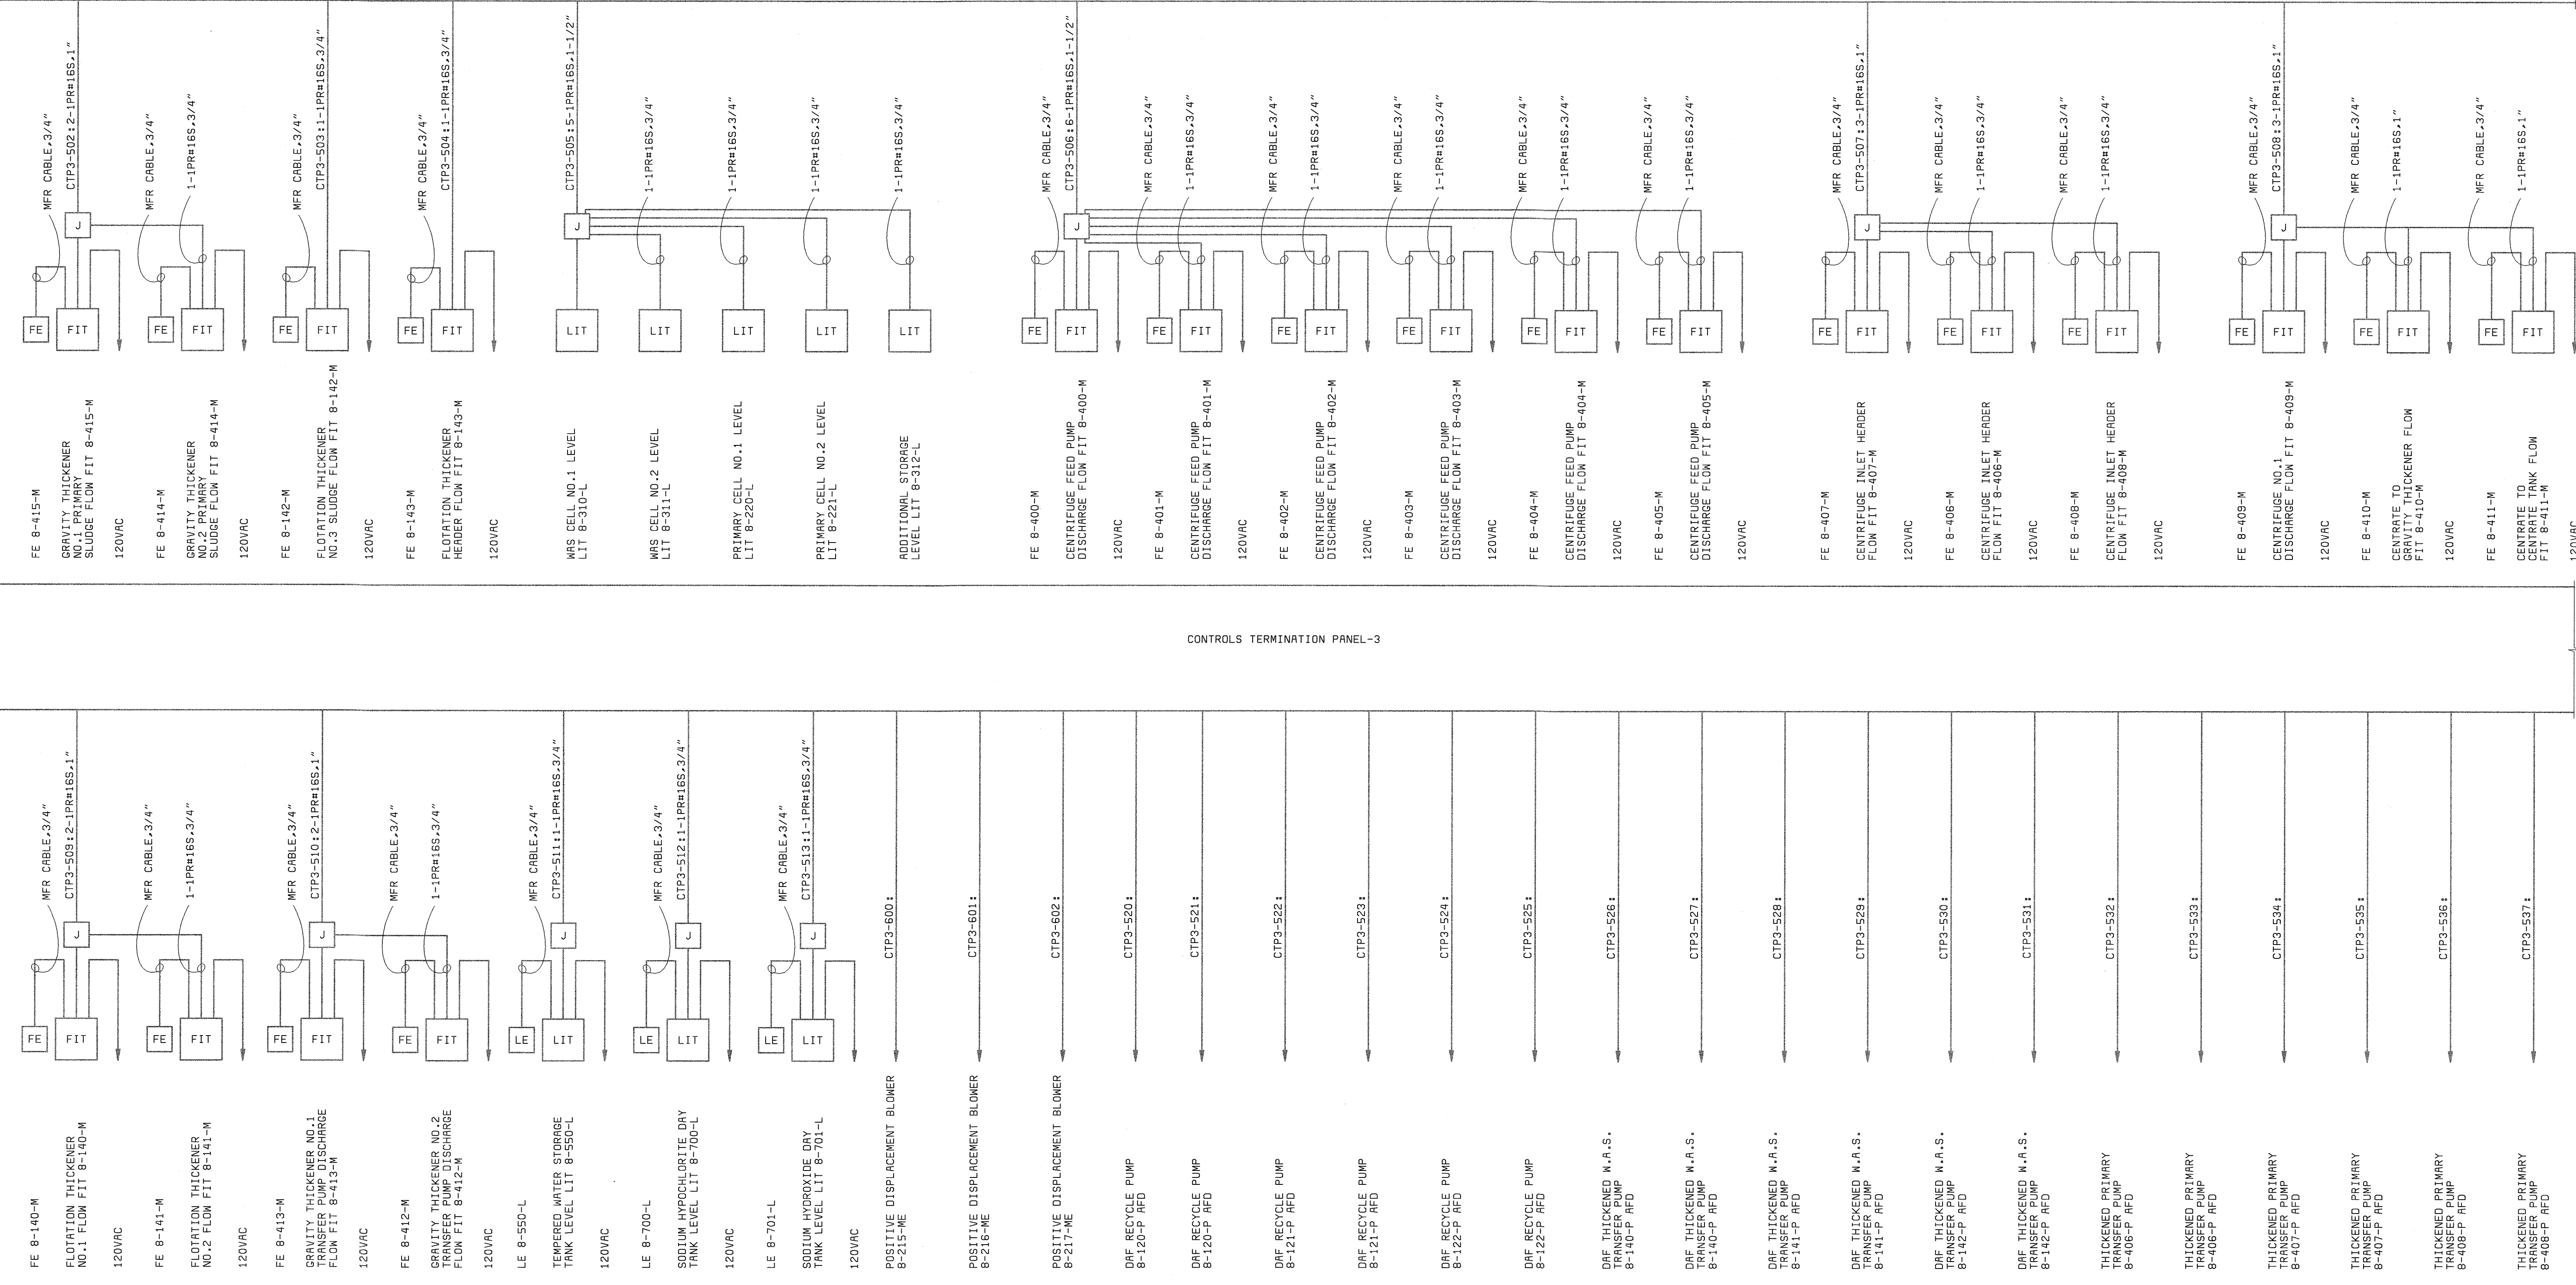 MFR CABLE,3/4"
CTP3-502:2-1PR#16S,1"
MFR CABLE,3/4"
1-1PR#16S,3/4"
MFR CABLE,3/4"
CTP3-503:1-1PR#16S,3/4"
MFR CABLE,3/4"
CTP3-504:1-1PR#16S,3/4"
CTP3-505:5-1PR#16S,1-1/2"
1-1PR#16S,3/4"
1-1PR#16S,3/4"
1-1PR#16S,3/4"
1-1PR#16S,3/4"
MFR CABLE,3/4"
CTP3-506:6-1PR#16S,1-1/2"
MFR CABLE,3/4"
1-1PR#16S,3/4"
MFR CABLE,3/4"
1-1PR#16S,3/4"
MFR CABLE,3/4"
1-1PR#16S,3/4"
MFR CABLE,3/4"
1-1PR#16S,3/4"
MFR CABLE,3/4"
1-1PR#16S,3/4"
MFR CABLE,3/4"
CTP3-507:3-1PR#16S,1"
MFR CABLE,3/4"
1-1PR#16S,3/4"
MFR CABLE,3/4"
1-1PR#16S,3/4"
MFR CABLE,3/4"
CTP3-508:3-1PR#16S,1"
MFR CABLE,3/4"
1-1PR#16S,1"
MFR CABLE,3/4"
1-1PR#16S,1"
J
J
J
J
J
FE
FIT
FE
FIT
FE
FIT
FE
FIT
LIT
LIT
LIT
LIT
LIT
FE
FIT
FE
FIT
FE
FIT
FE
FIT
FE
FIT
FE
FIT
FE
FIT
FE
FIT
FE
FIT
FE
FIT
FE
FIT
FE
FIT
FE 8-415-M
GRAVITY THICKENER
NO.1 PRIMARY
SLUDGE FLOW FIT 8-415-M
120VAC
FE 8-414-M
GRAVITY THICKENER
NO.2 PRIMARY
SLUDGE FLOW FIT 8-414-M
120VAC
FE 8-142-M
FLOTATION THICKENER
NO.3 SLUDGE FLOW FIT 8-142-M
120VAC
FE 8-143-M
FLOTATION THICKENER
HEADER FLOW FIT 8-143-M
120VAC
WAS CELL NO.1 LEVEL
LIT 8-310-L
WAS CELL NO.2 LEVEL
LIT 8-311-L
PRIMARY CELL NO.1 LEVEL
LIT 8-220-L
PRIMARY CELL NO.2 LEVEL
LIT 8-221-L
ADDITIONAL STORAGE
LEVEL LIT 8-312-L
FE 8-400-M
CENTRIFUGE FEED PUMP
DISCHARGE FLOW FIT 8-400-M
120VAC
FE 8-401-M
CENTRIFUGE FEED PUMP
DISCHARGE FLOW FIT 8-401-M
120VAC
FE 8-402-M
CENTRIFUGE FEED PUMP
DISCHARGE FLOW FIT 8-402-M
120VAC
FE 8-403-M
CENTRIFUGE FEED PUMP
DISCHARGE FLOW FIT 8-403-M
120VAC
FE 8-404-M
CENTRIFUGE FEED PUMP
DISCHARGE FLOW FIT 8-404-M
120VAC
FE 8-405-M
CENTRIFUGE FEED PUMP
DISCHARGE FLOW FIT 8-405-M
120VAC
FE 8-407-M
CENTRIFUGE INLET HEADER
FLOW FIT 8-407-M
120VAC
FE 8-406-M
CENTRIFUGE INLET HEADER
FLOW FIT 8-406-M
120VAC
FE 8-408-M
CENTRIFUGE INLET HEADER
FLOW FIT 8-408-M
120VAC
FE 8-409-M
CENTRIFUGE NO.1
DISCHARGE FLOW FIT 8-409-M
120VAC
FE 8-410-M
CENTRATE TO
GRAVITY THICKENER FLOW
FIT 8-410-M
120VAC
FE 8-411-M
CENTRATE TO
CENTRATE TANK FLOW
FIT 8-411-M
120VAC
CONTROLS TERMINATION PANEL-3
MFR CABLE,3/4"
CTP3-509:2-1PR#16S,1"
MFR CABLE,3/4"
1-1PR#16S,3/4"
MFR CABLE,3/4"
CTP3-510:2-1PR#16S,1"
MFR CABLE,3/4"
1-1PR#16S,3/4"
MFR CABLE,3/4"
CTP3-511:1-1PR#16S,3/4"
MFR CABLE,3/4"
CTP3-512:1-1PR#16S,3/4"
MFR CABLE,3/4"
CTP3-513:1-1PR#16S,3/4"
CTP3-600:
CTP3-601:
CTP3-602:
CTP3-520:
CTP3-521:
CTP3-522:
CTP3-523:
CTP3-524:
CTP3-525:
CTP3-526:
CTP3-527:
CTP3-528:
CTP3-529:
CTP3-530:
CTP3-531:
CTP3-532:
CTP3-533:
CTP3-534:
CTP3-535:
CTP3-536:
CTP3-537:
J
J
J
J
J
FE
FIT
FE
FIT
FE
FIT
FE
FIT
LE
LIT
LE
LIT
LE
LIT
FE 8-140-M
FLOTATION THICKENER
NO.1 FLOW FIT 8-140-M
120VAC
FE 8-141-M
FLOTATION THICKENER
NO.2 FLOW FIT 8-141-M
120VAC
FE 8-413-M
GRAVITY THICKENER NO.1
TRANSFER PUMP DISCHARGE
FLOW FIT 8-413-M
120VAC
FE 8-412-M
GRAVITY THICKENER NO.2
TRANSFER PUMP DISCHARGE
FLOW FIT 8-412-M
120VAC
LE 8-550-L
TEMPERED WATER STORAGE
TANK LEVEL LIT 8-550-L
120VAC
LE 8-700-L
SODIUM HYPOCHLORITE DAY
TANK LEVEL LIT 8-700-L
120VAC
LE 8-701-L
SODIUM HYDROXIDE DAY
TANK LEVEL LIT 8-701-L
120VAC
POSITIVE DISPLACEMENT BLOWER
8-215-ME
POSITIVE DISPLACEMENT BLOWER
8-216-ME
POSITIVE DISPLACEMENT BLOWER
8-217-ME
DAF RECYCLE PUMP
8-120-P AFD
DAF RECYCLE PUMP
8-120-P AFD
DAF RECYCLE PUMP
8-121-P AFD
DAF RECYCLE PUMP
8-121-P AFD
DAF RECYCLE PUMP
8-122-P AFD
DAF RECYCLE PUMP
8-122-P AFD
DAF THICKENED W.A.S.
TRANSFER PUMP
8-140-P AFD
DAF THICKENED W.A.S.
TRANSFER PUMP
8-140-P AFD
DAF THICKENED W.A.S.
TRANSFER PUMP
8-141-P AFD
DAF THICKENED W.A.S.
TRANSFER PUMP
8-141-P AFD
DAF THICKENED W.A.S.
TRANSFER PUMP
8-142-P AFD
DAF THICKENED W.A.S.
TRANSFER PUMP
8-142-P AFD
THICKENED PRIMARY
TRANSFER PUMP
8-406-P AFD
THICKENED PRIMARY
TRANSFER PUMP
8-406-P AFD
THICKENED PRIMARY
TRANSFER PUMP
8-407-P AFD
THICKENED PRIMARY
TRANSFER PUMP
8-407-P AFD
THICKENED PRIMARY
TRANSFER PUMP
8-408-P AFD
THICKENED PRIMARY
TRANSFER PUMP
8-408-P AFD